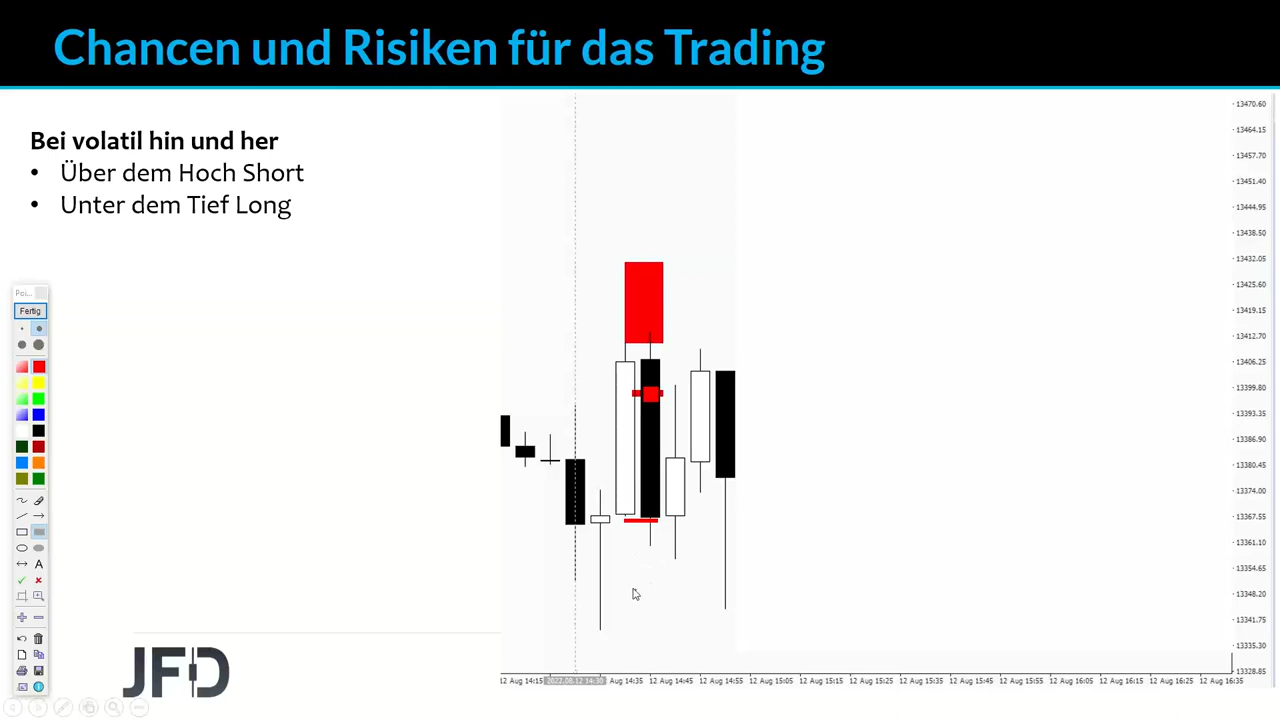 Chancen und Risiken für das Trading
Bei volatil hin und her
• Über dem Hoch Short
• Unter dem Tief Long
Poi...
Fertig
A
JFD
13470.60
13464.15
13457.70
13451.40
13444.95
13438.50
13432.05
13425.60
13419.15
13412.70
13406.25
13399.80
13393.35
13386.90
13380.45
13374.00
13367.55
13361.10
13354.65
13348.20
13341.75
13335.30
13328.85
12 Aug 14:15 2022.08.12 14:30 Aug 14:35 12 Aug 14:45 12 Aug 14:55 12 Aug 15:05 12 Aug 15:15 12 Aug 15:25 12 Aug 15:35 12 Aug 15:45 12 Aug 15:55 12 Aug 16:05 12 Aug 16:15 12 Aug 16:25 12 Aug 16:35